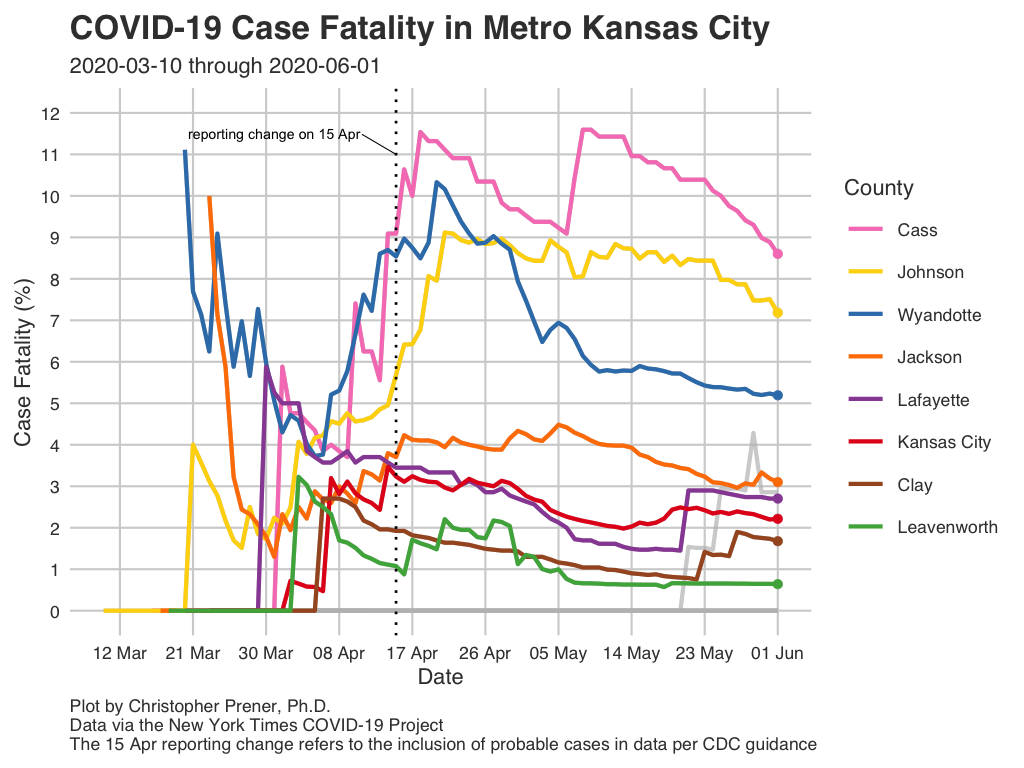 COVID-19 Case Fatality in Metro Kansas City
2020-03-10 through 2020-06-01
reporting change on 15 Apr
Case Fatality (%)
12
11
10
9
8
7
6
5
4
3
2
1
0
12 Mar 21 Mar 30 Mar 08 Apr 17 Apr 26 Apr 05 May 14 May 23 May 01 Jun
Date
County
Cass
Johnson
Wyandotte
Jackson
Lafayette
Kansas City
Clay
Leavenworth
Plot by Christopher Prener, Ph.D.
Data via the New York Times COVID-19 Project
The 15 Apr reporting change refers to the inclusion of probable cases in data per CDC guidance